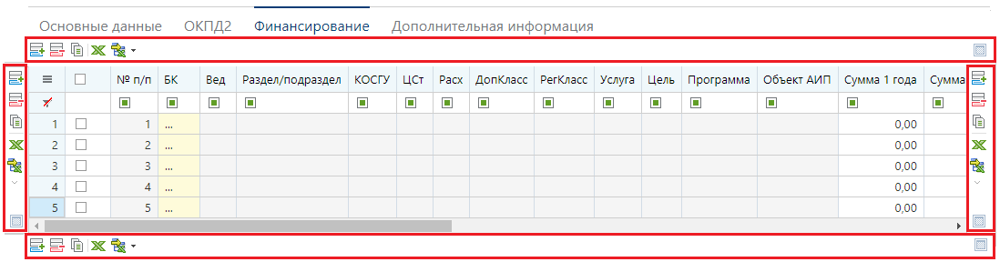 Основные данные ОКПД2 Финансирование Дополнительная информация
№ п/п БК Вед Раздел/подраздел КОСГУ ЦСт Расх ДопКласс РегКласс Услуга Цель Программа Объект АИП Сумма 1 года Сумма
1 1 ... 0,00
2 2 ... 0,00
3 3 ... 0,00
4 4 ... 0,00
5 5 ... 0,00